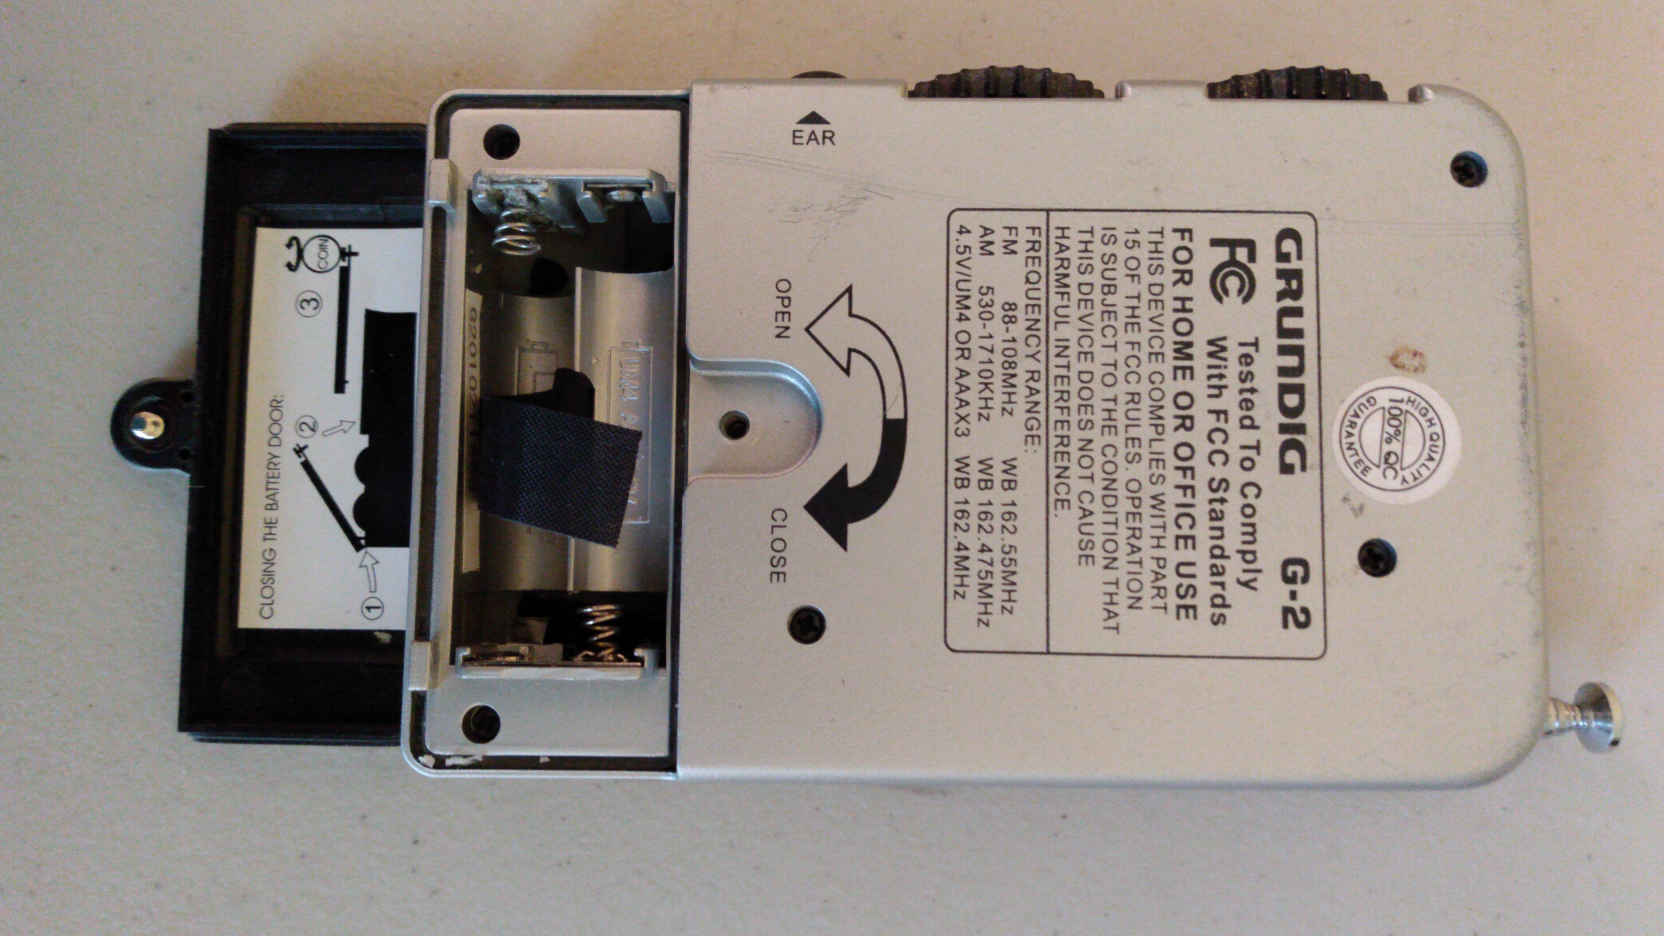 GRUNDIG G-2
FC Tested To Comply
With FCC Standards
FOR HOME OR OFFICE USE
THIS DEVICE COMPLIES WITH PART
15 OF THE FCC RULES. OPERATION
IS SUBJECT TO THE CONDITION THAT
THIS DEVICE DOES NOT CAUSE
HARMFUL INTERFERENCE.
FREQUENCY RANGE:
FM 88-108MHz WB 162.55MHz
AM 530-1710KHz WB 162.475MHz
4.5V/UM4 OR AAAX3 WB 162.4MHz
HIGH QUALITY
100% QC
GUARANTEE
EAR
OPEN
CLOSE
COIN
3
2
1
CLOSING THE BATTERY DOOR: